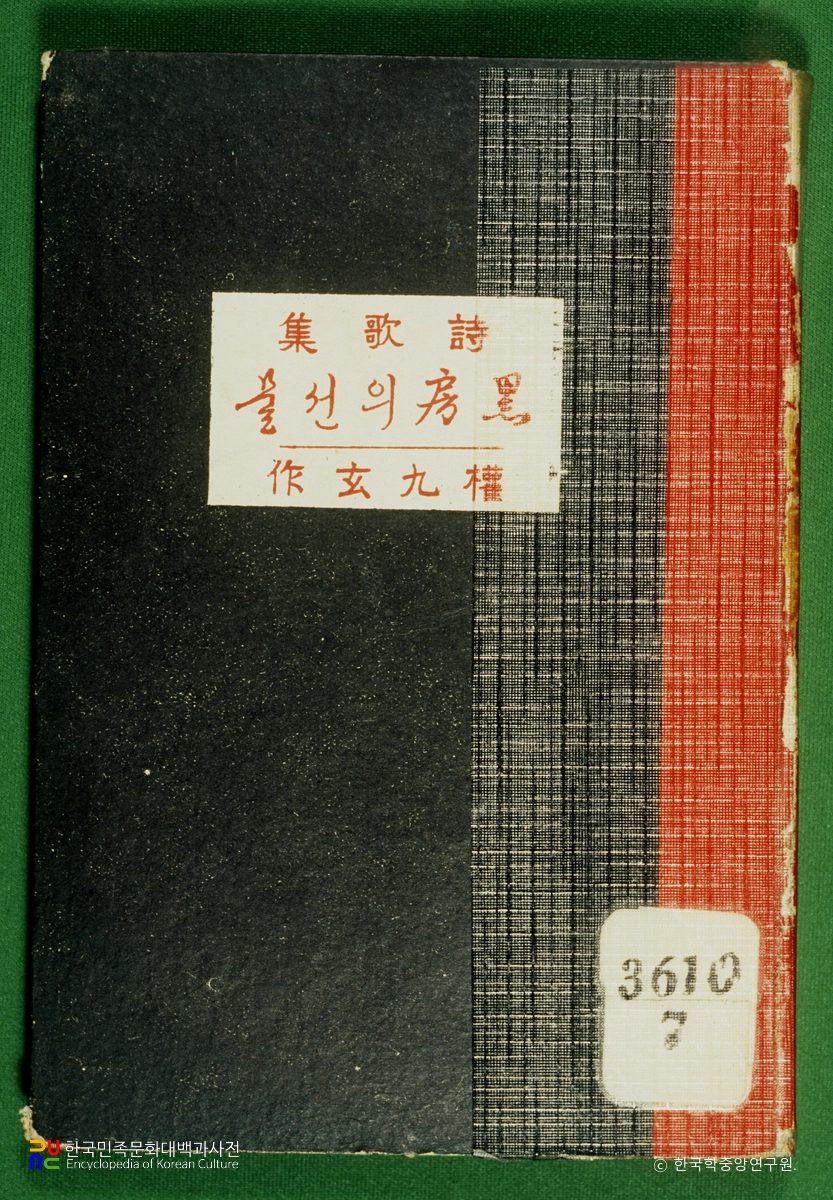 詩歌集
黑房의선물
權九玄作
3610
7
한국민족문화대백과사전
Encyclopedia of Korean Culture
© 한국학중앙연구원.